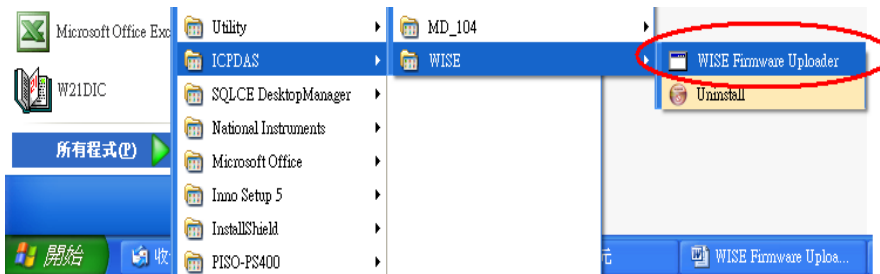 Microsoft Office Exc
W21DIC
所有程式(P)
開始
收
Utility
ICPDAS
SQLCE DesktopManager
National Instruments
Microsoft Office
Inno Setup 5
InstallShield
PISO-PS400
MD_104
WISE
WISE Firmware Uploader
Uninstall
元
WISE Firmware Uploa...